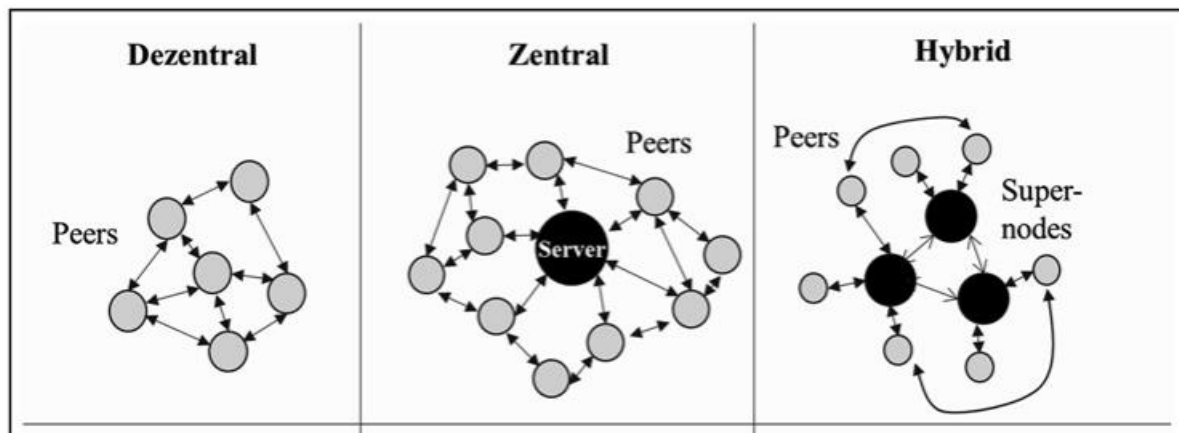 Dezentral
Peers
Zentral
Peers
Server
Hybrid
Peers
Super-
nodes